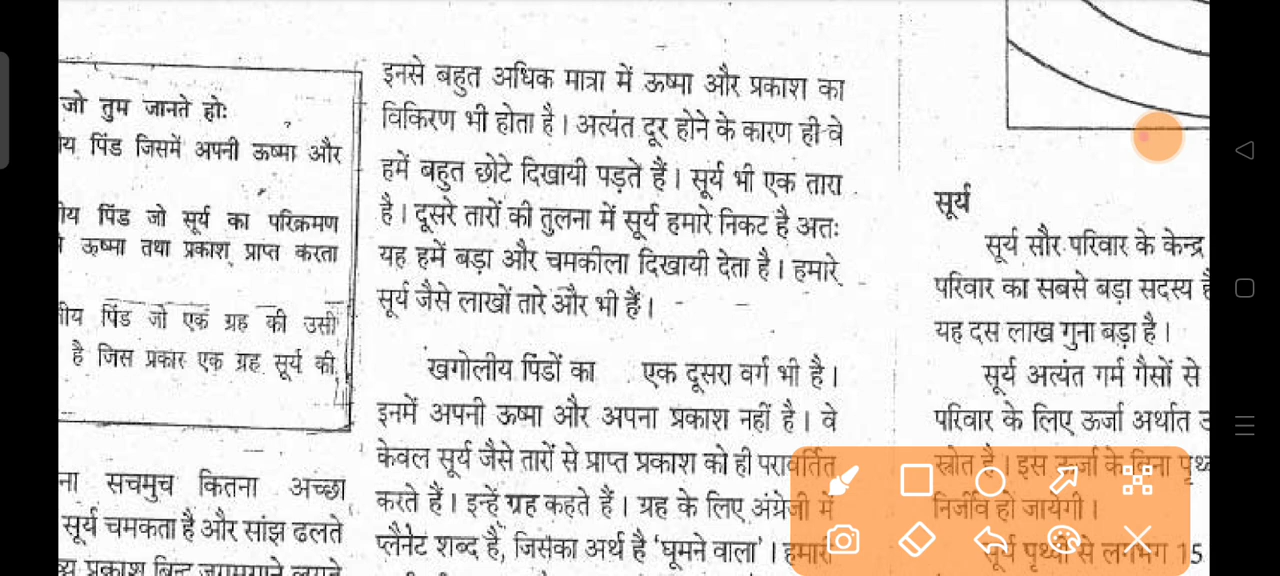 जो तुम जानते हो:
पिंड जिसमें अपनी ऊष्मा और
पिंड जो सूर्य का परिक्रमण
ऊष्मा तथा प्रकाश प्राप्त करता
पिंड जो एक ग्रह की उसी
है जिस प्रकार एक ग्रह सूर्य की
ना सचमुच कितना अच्छा
सूर्य चमकता है और सांझ ढलते
प्रकाश बिन्दु जगमगाने लगते
इनसे बहुत अधिक मात्रा में ऊष्मा और प्रकाश का
विकिरण भी होता है। अत्यंत दूर होने के कारण ही वे
हमें बहुत छोटे दिखायी पड़ते हैं। सूर्य भी एक तारा
है। दूसरे तारों की तुलना में सूर्य हमारे निकट है अतः
यह हमें बड़ा और चमकीला दिखायी देता है। हमारे
सूर्य जैसे लाखों तारे और भी हैं।
खगोलीय पिंडों का एक दूसरा वर्ग भी है।
इनमें अपनी ऊष्मा और अपना प्रकाश नहीं है। वे
केवल सूर्य जैसे तारों से प्राप्त प्रकाश को ही परावर्तित
करते हैं। इन्हें ग्रह कहते हैं। ग्रह के लिए अंग्रेजी में
प्लैनेट शब्द है, जिसका अर्थ है 'घूमने वाला'। हमारी
सूर्य
सूर्य सौर परिवार के केन्द्र
परिवार का सबसे बड़ा सदस्य
यह दस लाख गुना बड़ा है।
सूर्य अत्यंत गर्म गैसों से
परिवार के लिए ऊर्जा अर्थात
स्त्रोत है। इस ऊर्जा के बिना
निर्जीव हो जायेगी।
सूर्य पृथ्वी से लगभग 15